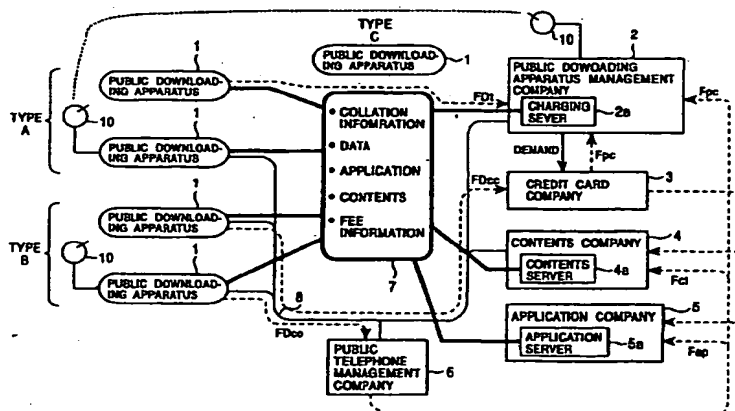 TYPE
C
PUBLIC DOWNLOAD-
ING APPARATUS
1
10
2
PUBLIC DOWOADING
APPARATUS MANAGEMENT
COMPANY
CHARGING
SEVER
2a
Fpc
TYPE
A
1
PUBLIC DOWNLOAD-
ING APPARATUS
10
1
PUBLIC DOWNLOAD-
ING APPARATUS
FD1
• COLLATION
INFOMRATION
• DATA
• APPLICATION
• CONTENTS
• FEE
INFORMATION
7
DEMAND
Fpc
FDcc
CREDIT CARD
COMPANY
3
TYPE
B
1
PUBLIC DOWNLOAD-
ING APPARATUS
10
1
PUBLIC DOWNLOAD-
ING APPARATUS
8
FDco
CONTENTS COMPANY
4
CONTENTS
SERVER
4a
Fct
APPLICATION COMPANY
5
APPLICATION
SERVER
5a
Fap
PUBLIC
TELEPHONE
MANAGEMENT
COMPANY
6